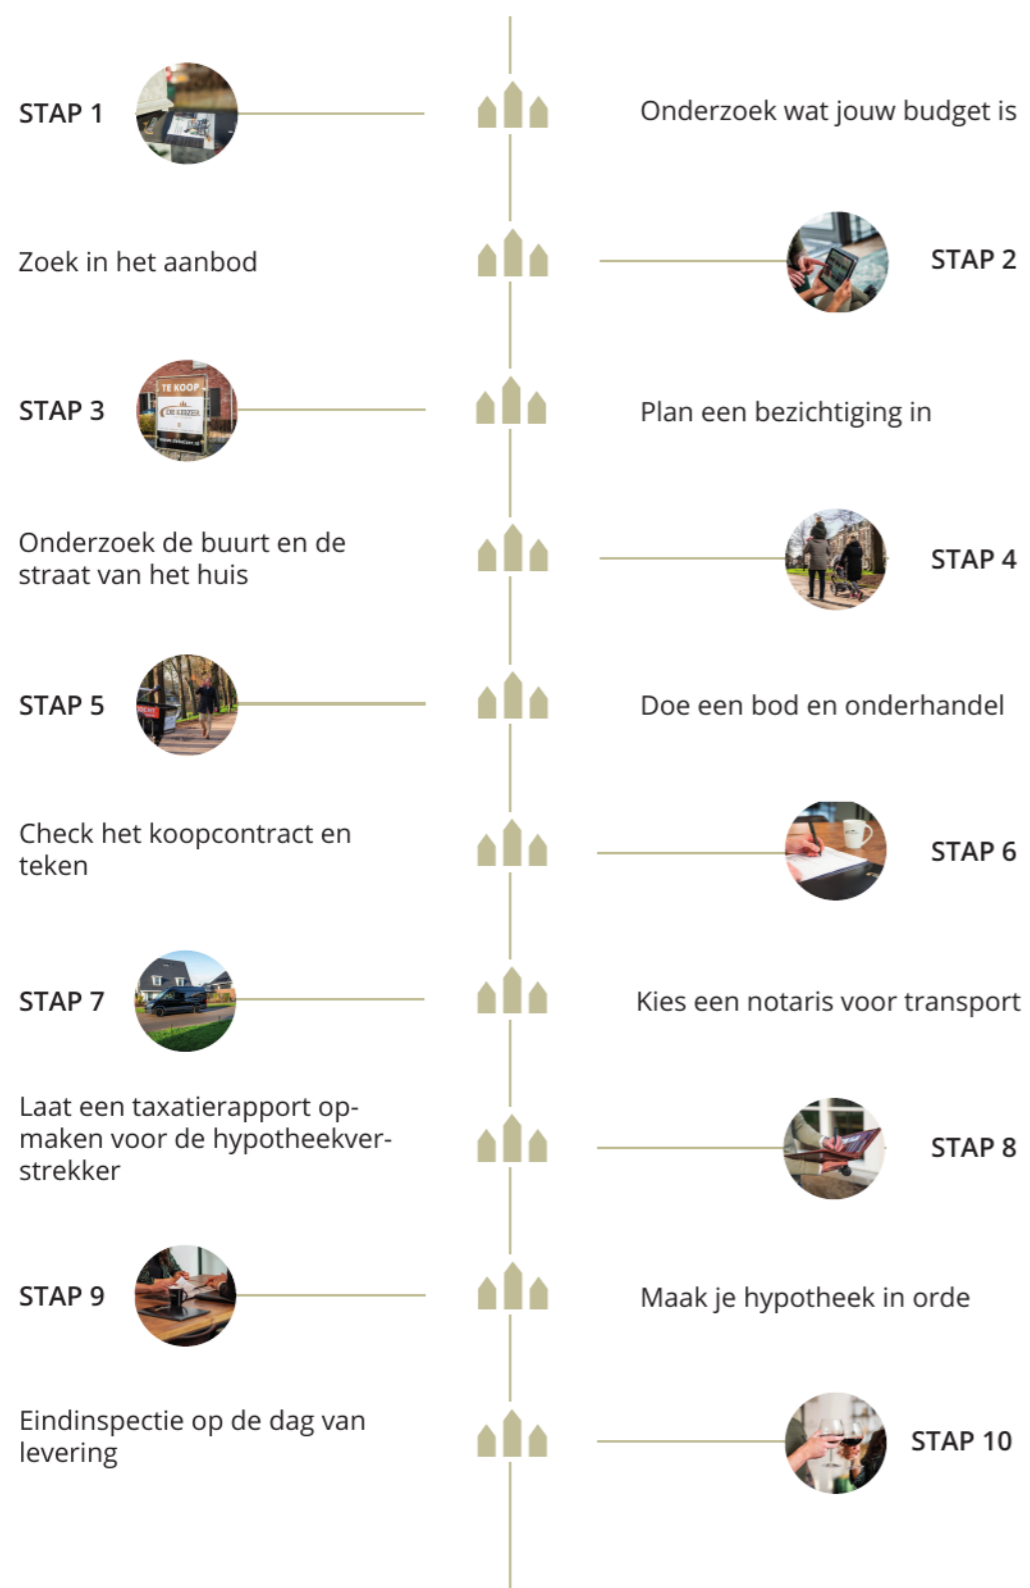 STAP 1
Onderzoek wat jouw budget is
Zoek in het aanbod
STAP 2
STAP 3
TE KOOP
DE KEIZER
Plan een bezichtiging in
Onderzoek de buurt en de
straat van het huis
STAP 4
STAP 5
Doe een bod en onderhandel
Check het koopcontract en
teken
STAP 6
STAP 7
Kies een notaris voor transport
Laat een taxatierapport op-
maken voor de hypotheekver-
strekker
STAP 8
STAP 9
Maak je hypotheek in orde
Eindinspectie op de dag van
levering
STAP 10